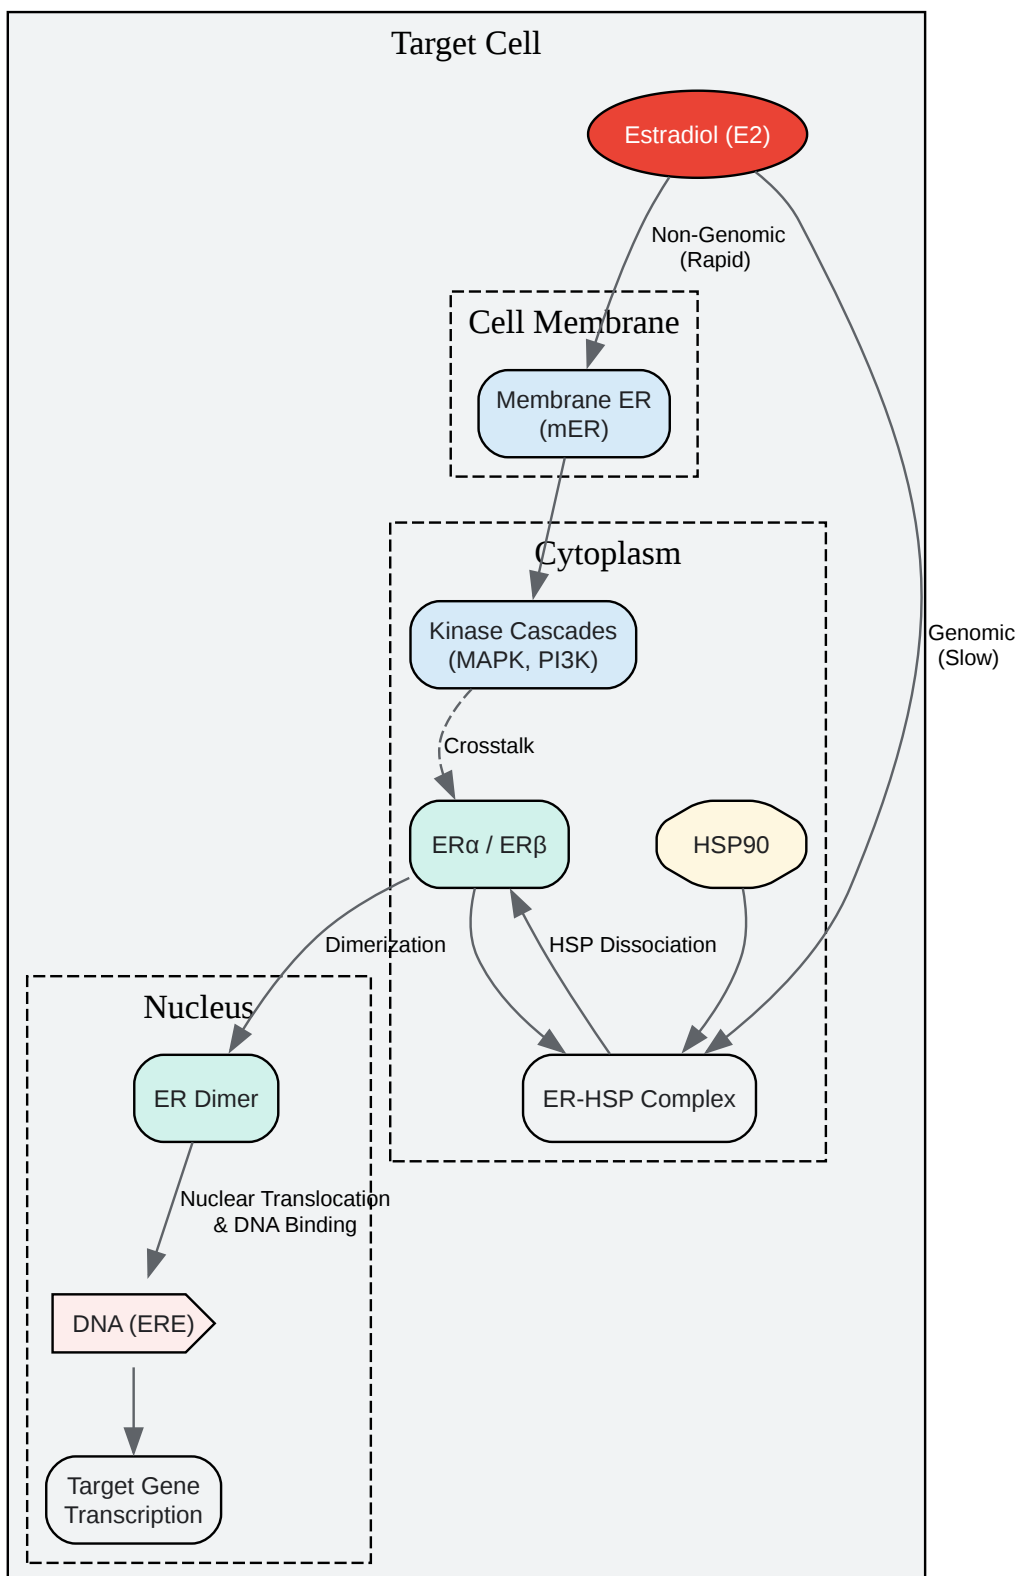 Target Cell
Estradiol (E2)
Non-Genomic
(Rapid)
Cell Membrane
Membrane ER
(mER)
Cytoplasm
Kinase Cascades
(MAPK, PI3K)
Genomic
(Slow)
Crosstalk
ERα / ERβ
HSP90
Dimerization
HSP Dissociation
Nucleus
ER Dimer
ER-HSP Complex
Nuclear Translocation
& DNA Binding
DNA (ERE)
Target Gene
Transcription